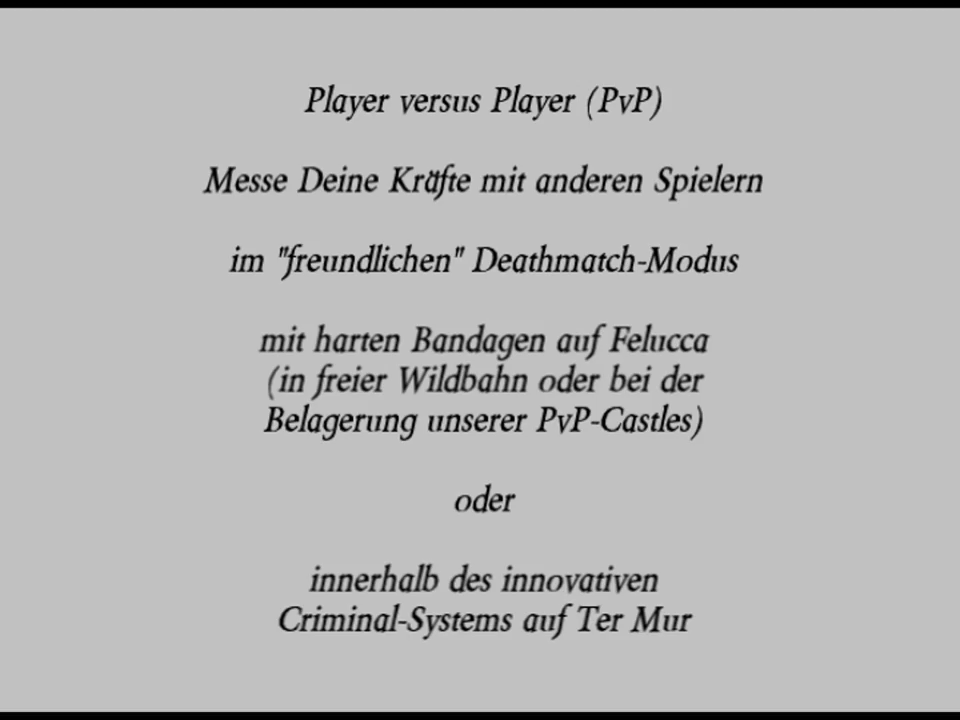 Player versus Player (PvP)
Messe Deine Kräfte mit anderen Spielern
im "freundlichen" Deathmatch-Modus
mit harten Bandagen auf Felucca
(in freier Wildbahn oder bei der
Belagerung unserer PvP-Castles)
oder
innerhalb des innovativen
Criminal-Systems auf Ter Mur